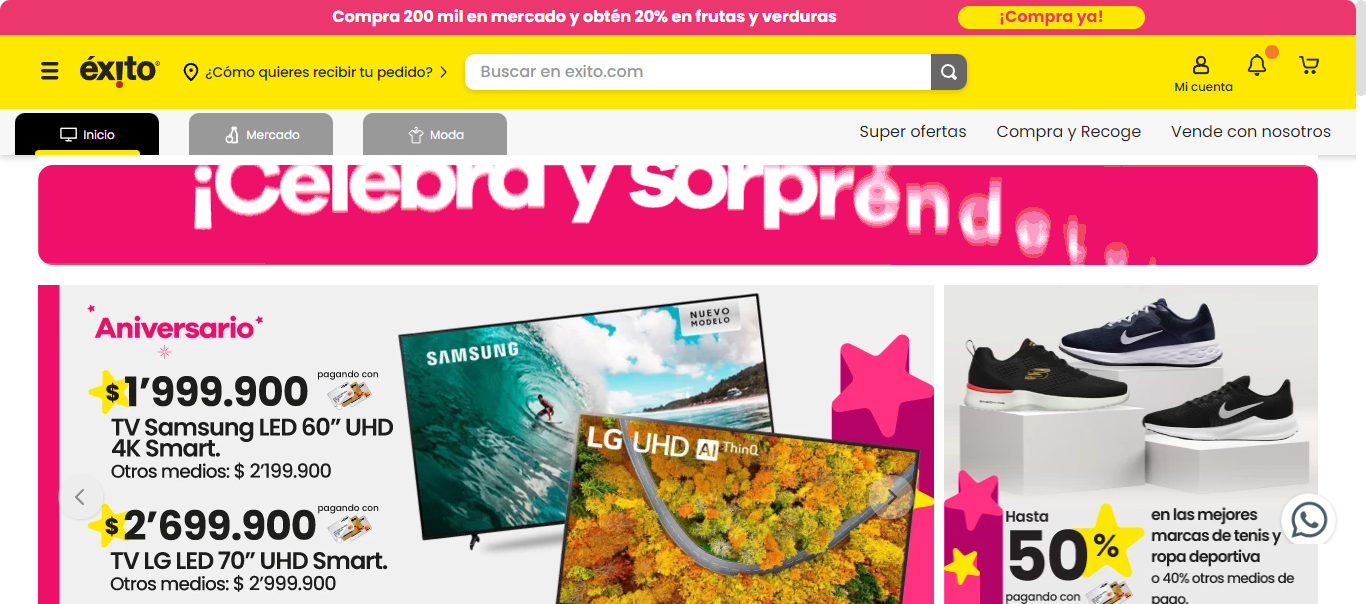 Compra 200 mil en mercado y obtén 20% en frutas y verduras
¡Compra ya!
éxito
¿Cómo quieres recibir tu pedido?
Buscar en exito.com
Mi cuenta
Inicio
Mercado
Moda
Super ofertas
Compra y Recoge
Vende con nosotros
¡Celebra y sorprend
Aniversario
$1’999.900
pagando con
TV Samsung LED 60” UHD
4K Smart.
Otros medios: $ 2’199.900
$2’699.900
pagando con
TV LG LED 70” UHD Smart.
Otros medios: $ 2’999.900
SAMSUNG
NUEVO
MODELO
LG UHD AI ThinQ
Hasta
50%
pagando con
en las mejores
marcas de tenis y
ropa deportiva
o 40% otros medios de
pago.